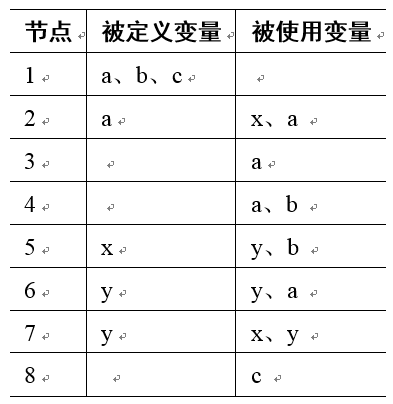 节点 被定义变量 被使用变量
1 a、b、c
2 a x、a
3 a
4 a、b
5 x y、b
6 y y、a
7 y x、y
8 c